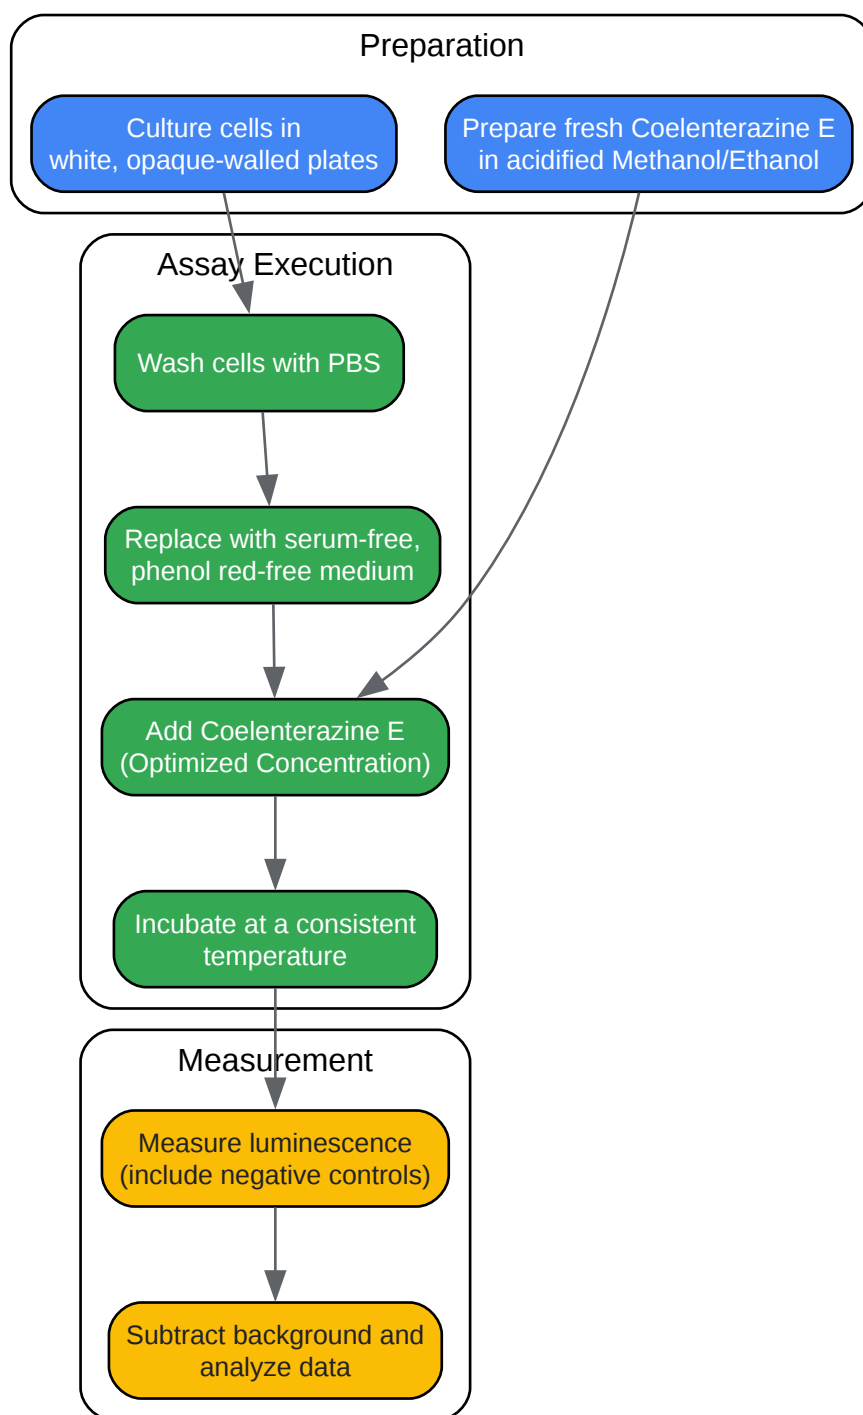 Preparation
Culture cells in
white, opaque-walled plates
Prepare fresh Coelenterazine E
in acidified Methanol/Ethanol
Assay Execution
Wash cells with PBS
Replace with serum-free,
phenol red-free medium
Add Coelenterazine E
(Optimized Concentration)
Incubate at a consistent
temperature
Measurement
Measure luminescence
(include negative controls)
Subtract background and
analyze data